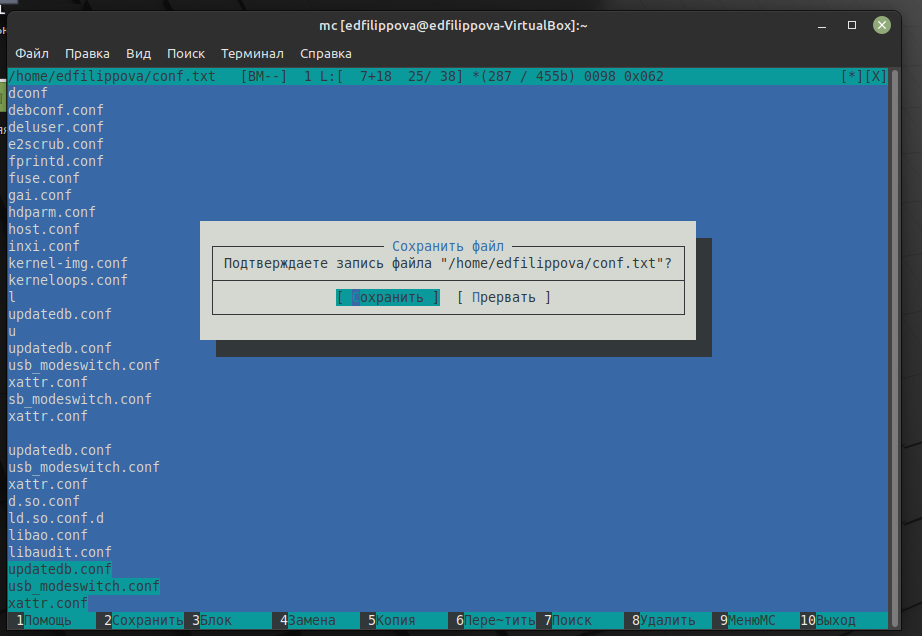 mc [edfilippova@edfilippova-VirtualBox]:~
Файл Правка Вид Поиск Терминал Справка
/home/edfilippova/conf.txt [BM--] 1 L:[ 7+18 25/ 38] *(287 / 455b) 0098 0x062 [*][X]
dconf
debconf.conf
deluser.conf
e2scrub.conf
fprintd.conf
fuse.conf
gai.conf
hdparm.conf
host.conf
inxi.conf
kernel-img.conf
kerneloops.conf
l
updatedb.conf
u
updatedb.conf
usb_modeswitch.conf
xattr.conf
sb_modeswitch.conf
xattr.conf
updatedb.conf
usb_modeswitch.conf
xattr.conf
d.so.conf
ld.so.conf.d
libao.conf
libaudit.conf
updatedb.conf
usb_modeswitch.conf
xattr.conf
Сохранить файл
Подтверждаете запись файла "/home/edfilippova/conf.txt"?
[ Сохранить ] [ Прервать ]
1Помощь 2Сохранить 3Блок 4Замена 5Копия 6Пере~тить 7Поиск 8Удалить 9МенюMC 10Выход